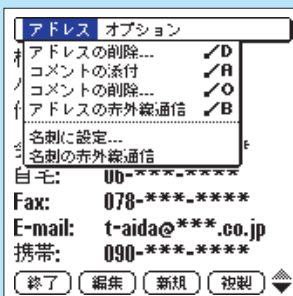 アドレス オプション
アドレスの削除... ／D
コメントの添付 ／A
コメントの削除... ／O
アドレスの赤外線通信 ／B
名刺に設定...
名刺の赤外線通信
自宅: 06-***-****
Fax: 078-***-****
E-mail: t-aida@***.co.jp
携帯: 090-***-****
終了 編集 新規 複製